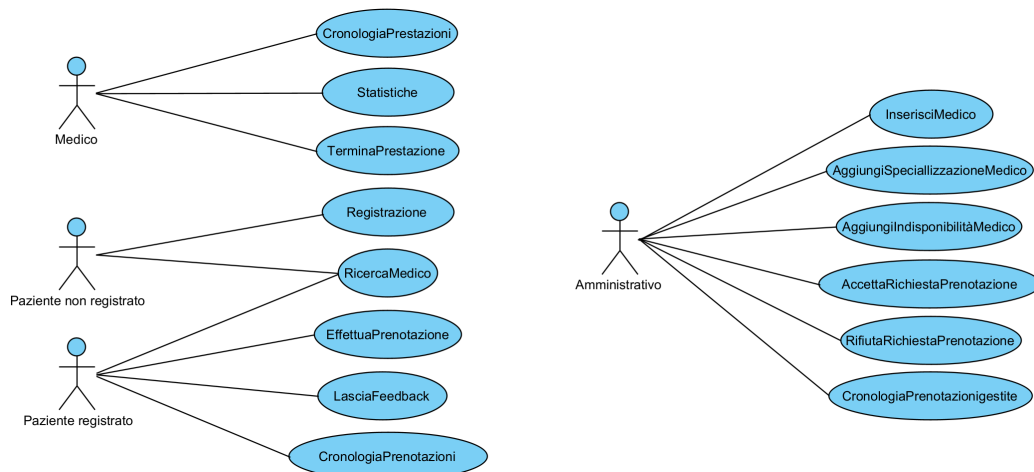 CronologiaPrestazioni
Statistiche
Medico
TerminaPrestazione
Registrazione
Paziente non registrato
RicercaMedico
EffettuaPrenotazione
LasciaFeedback
Paziente registrato
CronologiaPrenotazioni
InserisciMedico
AggiungiSpeciallizzazioneMedico
AggiungiIndisponibilitàMedico
Amministrativo
AccettaRichiestaPrenotazione
RifiutaRichiestaPrenotazione
CronologiaPrenotazionigestite